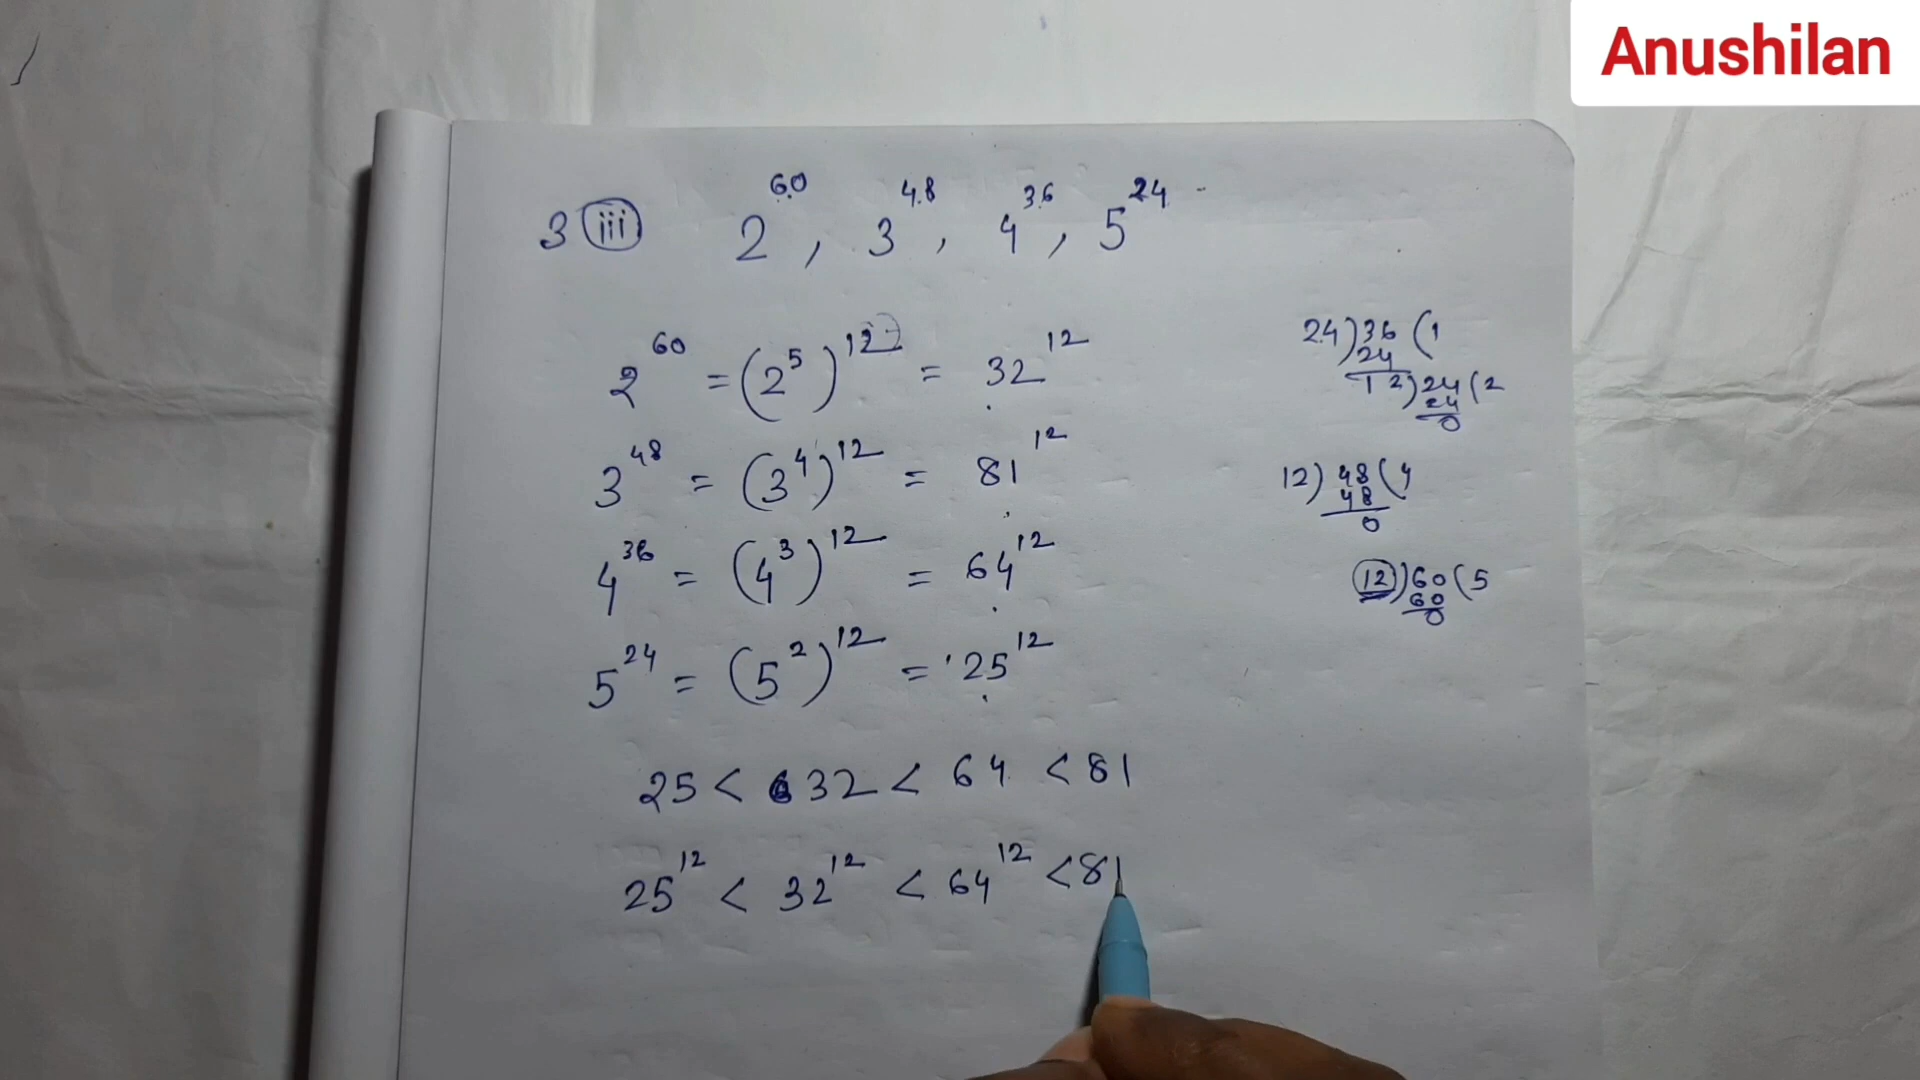 Anushilan
3 (iii) 2^60, 3^48, 4^36, 5^24
2^60 = (2^5)^12 = 32^12
3^48 = (3^4)^12 = 81^12
4^36 = (4^3)^12 = 64^12
5^24 = (5^2)^12 = 25^12
25 < 32 < 64 < 81
25^12 < 32^12 < 64^12 < 81
24)36(1
24
12)24(2
24
0
12)48(4
48
0
12)60(5
60
0